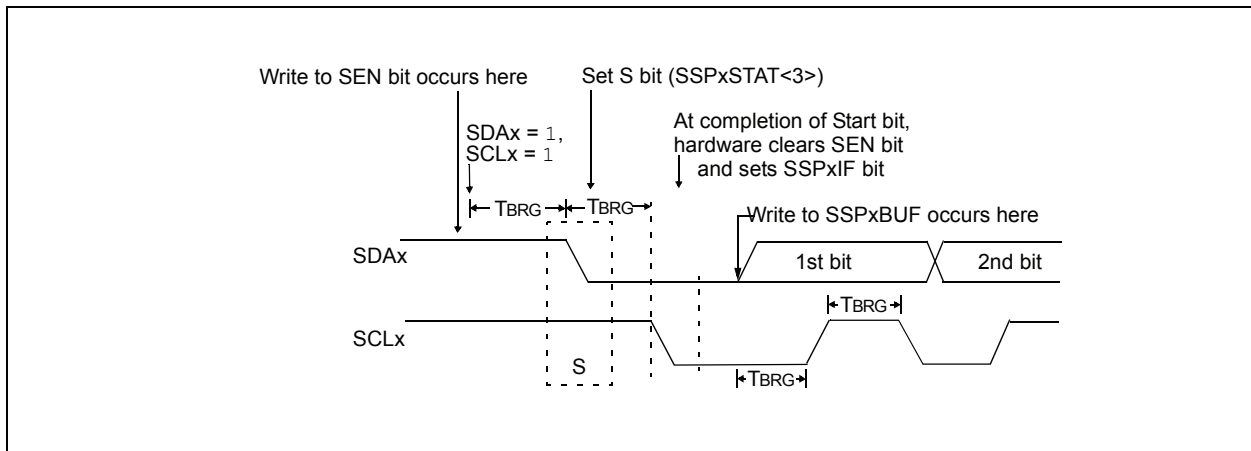 Write to SEN bit occurs here
Set S bit (SSPxSTAT<3>)
SDAx = 1,
SCLx = 1
At completion of Start bit,
hardware clears SEN bit
and sets SSPxIF bit
TBRG
TBRG
Write to SSPxBUF occurs here
SDAx
1st bit
2nd bit
TBRG
SCLx
S
TBRG